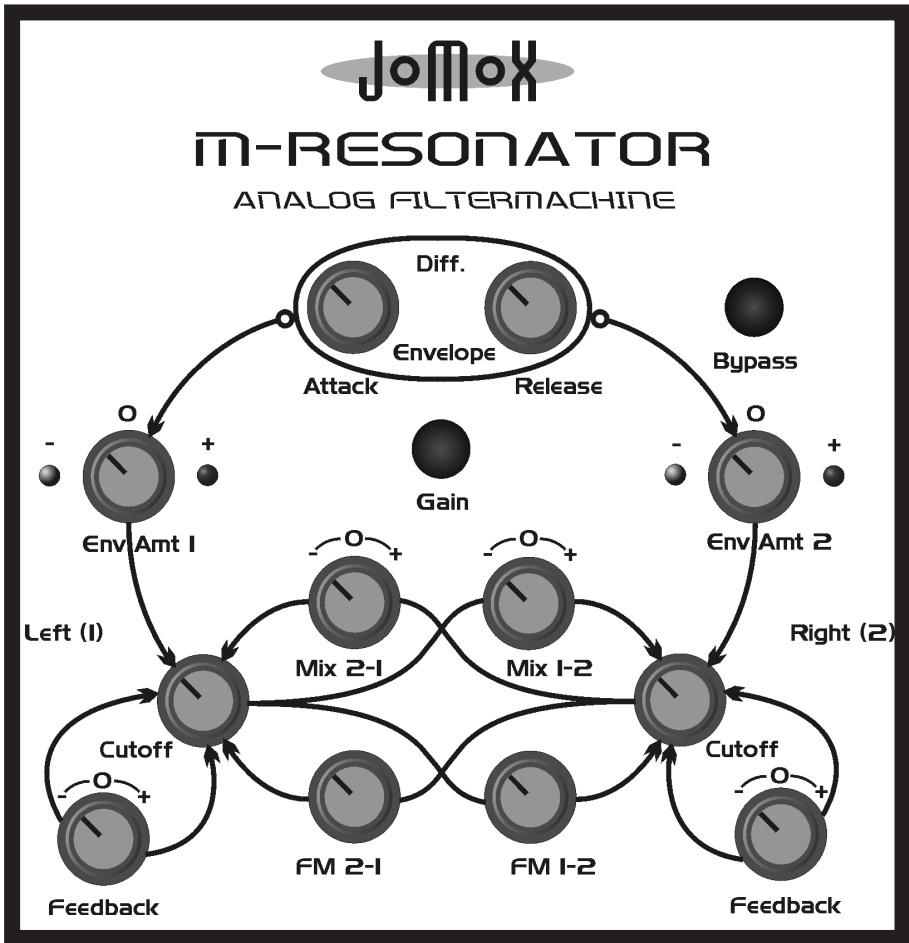 JoMoX
M-RESONATOR
ANALOG FILTERMACHINE
Diff.
Envelope
Attack
Release
Bypass
O
- +
Env Amt 1
Gain
O
- +
Env Amt 2
- O +
- O +
Left (1)
Right (2)
Mix 2-1
Mix 1-2
Cutoff
Cutoff
- O +
- O +
FM 2-1
FM 1-2
Feedback
Feedback